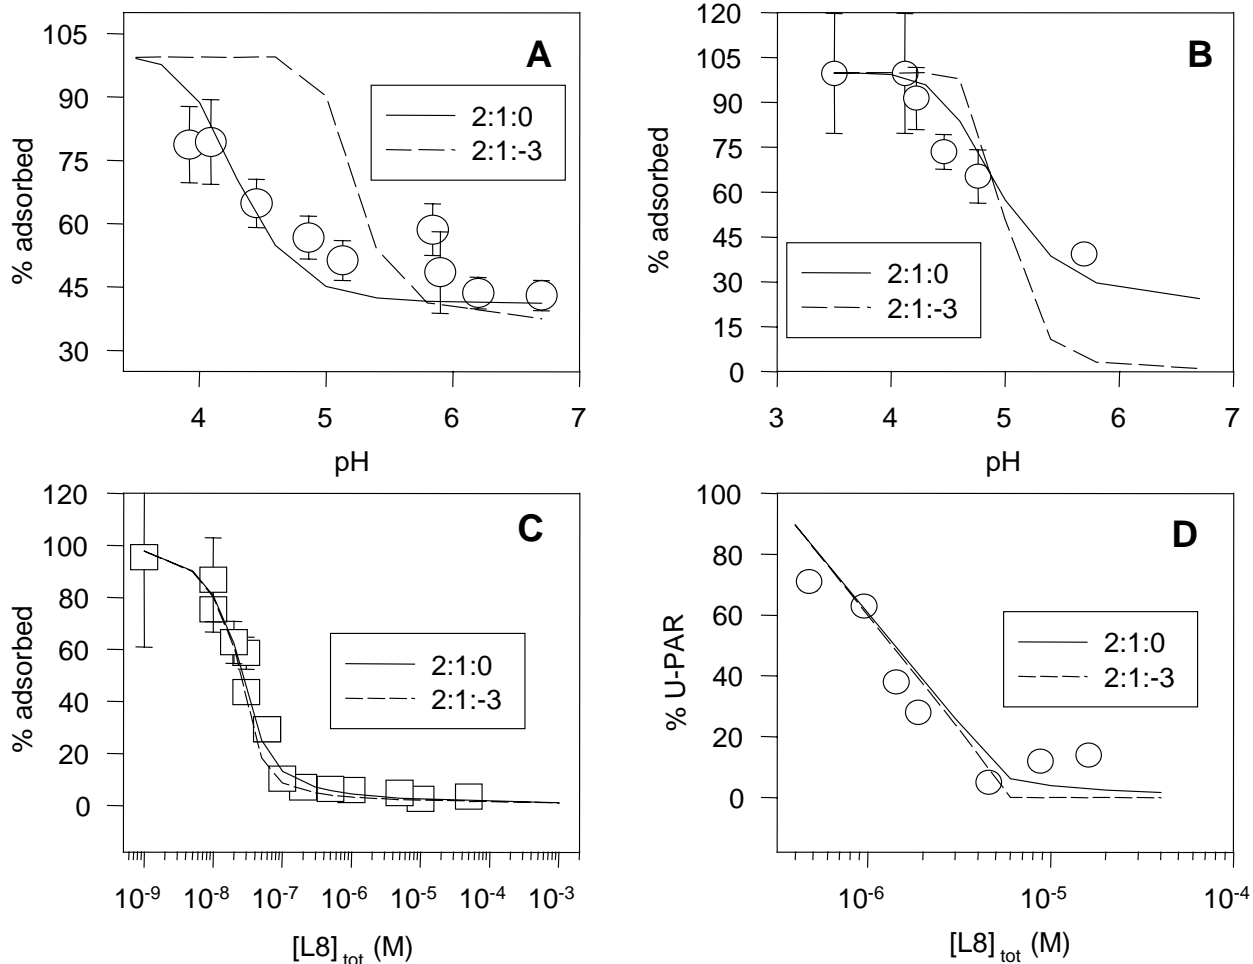 A
105
90
75
60
45
30
% adsorbed
2:1:0
2:1:-3
4 5 6 7
pH
B
120
105
90
75
60
45
30
15
0
% adsorbed
2:1:0
2:1:-3
3 4 5 6 7
pH
C
120
100
80
60
40
20
0
% adsorbed
2:1:0
2:1:-3
10⁻⁹ 10⁻⁸ 10⁻⁷ 10⁻⁶ 10⁻⁵ 10⁻⁴ 10⁻³
[L8]tot (M)
D
100
80
60
40
20
0
% U-PAR
2:1:0
2:1:-3
10⁻⁶ 10⁻⁵ 10⁻⁴
[L8]tot (M)